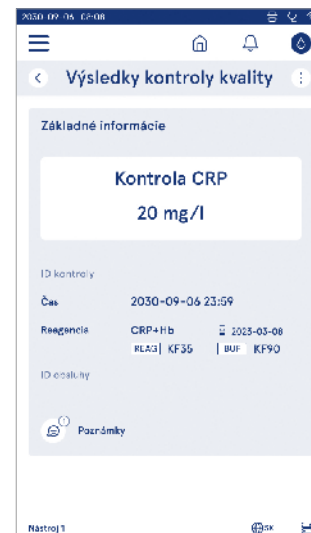 2030-09-06 02:08
Výsledky kontroly kvality
Základné informácie
Kontrola CRP
20 mg/l
ID kontroly
Čas 2030-09-06 23:59
Reagencia CRP+Hb 2023-03-08
REAG KF35 BUF KF90
ID obsluhy
Poznámky
Nástroj 1 SK